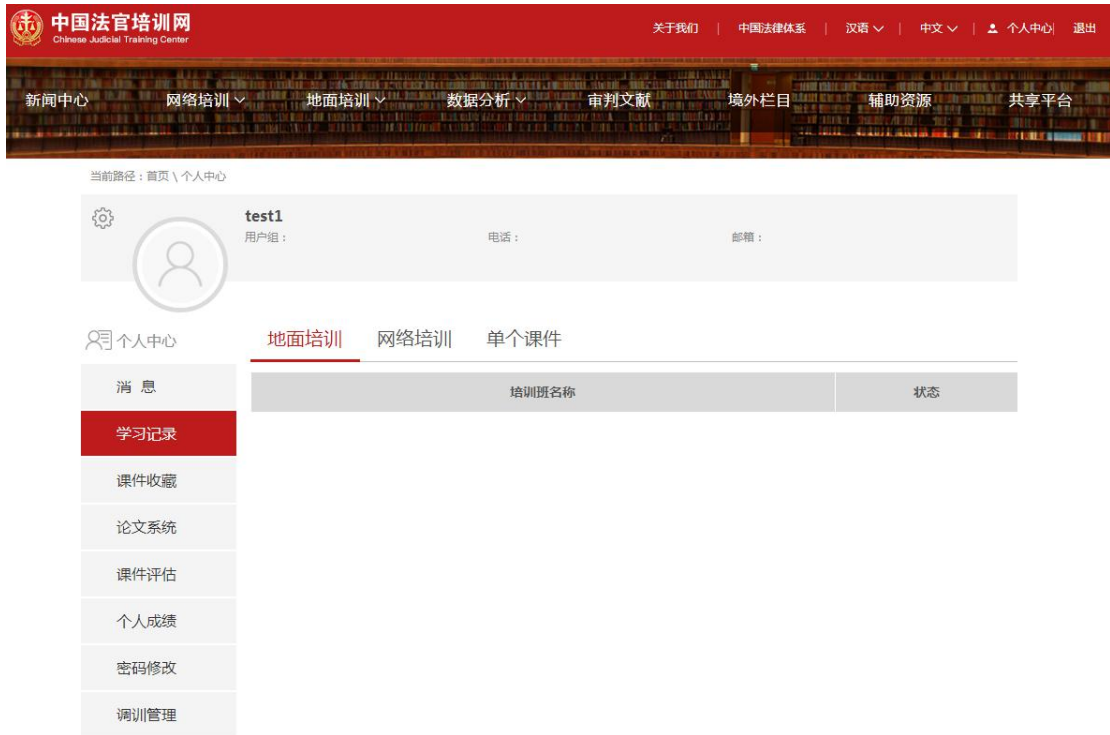 中国法官培训网
Chinese Judicial Training Center
关于我们 | 中国法律体系 | 汉语 | 中文 | 个人中心| 退出
新闻中心 网络培训 地面培训 数据分析 审判文献 境外栏目 辅助资源 共享平台
当前路径：首页 \ 个人中心
test1
用户组： 电话： 邮箱：
个人中心
地面培训 网络培训 单个课件
消 息
培训班名称 状态
学习记录
课件收藏
论文系统
课件评估
个人成绩
密码修改
调训管理